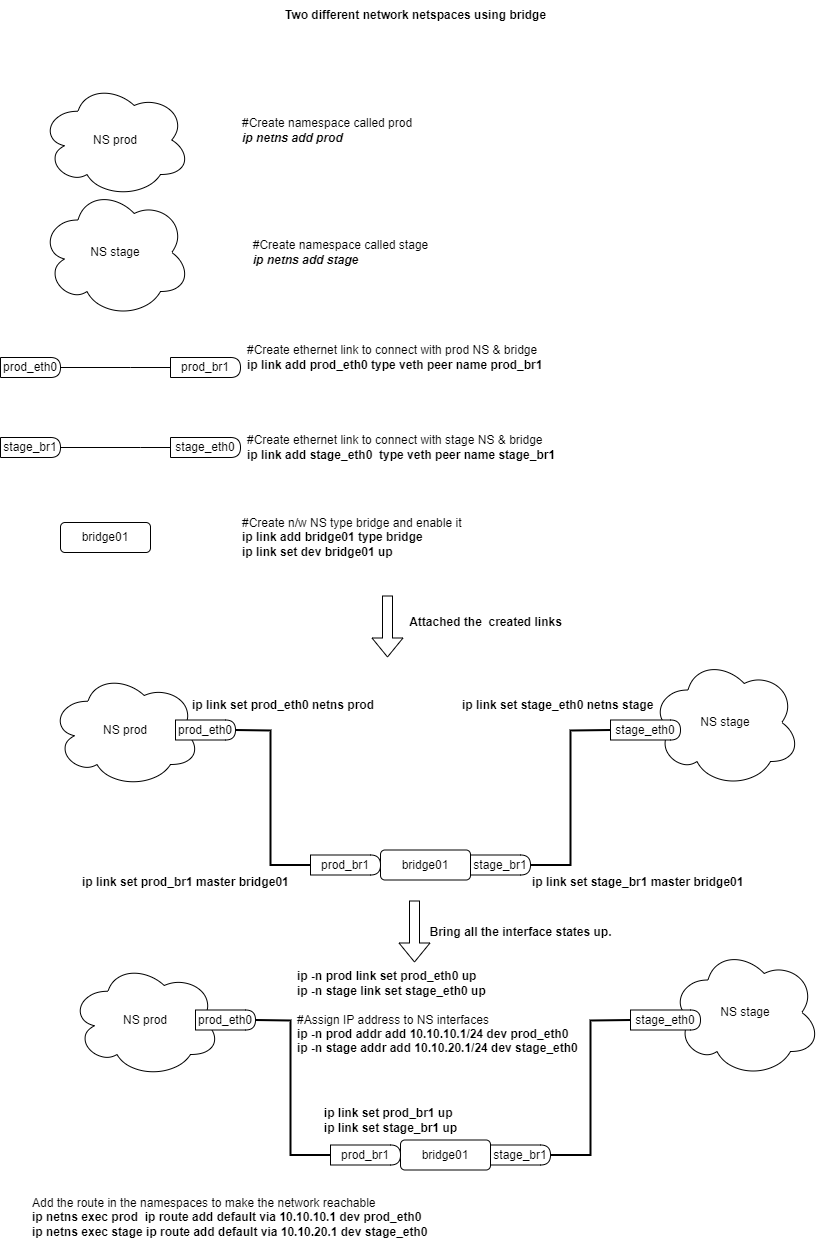 Two different network netspaces using bridge
NS prod
#Create namespace called prod
ip netns add prod
NS stage
#Create namespace called stage
ip netns add stage
prod_eth0
prod_br1
#Create ethernet link to connect with prod NS & bridge
ip link add prod_eth0 type veth peer name prod_br1
stage_br1
stage_eth0
#Create ethernet link to connect with stage NS & bridge
ip link add stage_eth0  type veth peer name stage_br1
bridge01
#Create n/w NS type bridge and enable it
ip link add bridge01 type bridge
ip link set dev bridge01 up
Attached the  created links
ip link set prod_eth0 netns prod
ip link set stage_eth0 netns stage
NS prod
prod_eth0
stage_eth0
NS stage
prod_br1
bridge01
stage_br1
ip link set prod_br1 master bridge01
ip link set stage_br1 master bridge01
Bring all the interface states up.
ip -n prod link set prod_eth0 up
ip -n stage link set stage_eth0 up
NS prod
prod_eth0
#Assign IP address to NS interfaces
ip -n prod addr add 10.10.10.1/24 dev prod_eth0
ip -n stage addr add 10.10.20.1/24 dev stage_eth0
stage_eth0
NS stage
ip link set prod_br1 up
ip link set stage_br1 up
prod_br1
bridge01
stage_br1
Add the route in the namespaces to make the network reachable
ip netns exec prod  ip route add default via 10.10.10.1 dev prod_eth0
ip netns exec stage ip route add default via 10.10.20.1 dev stage_eth0